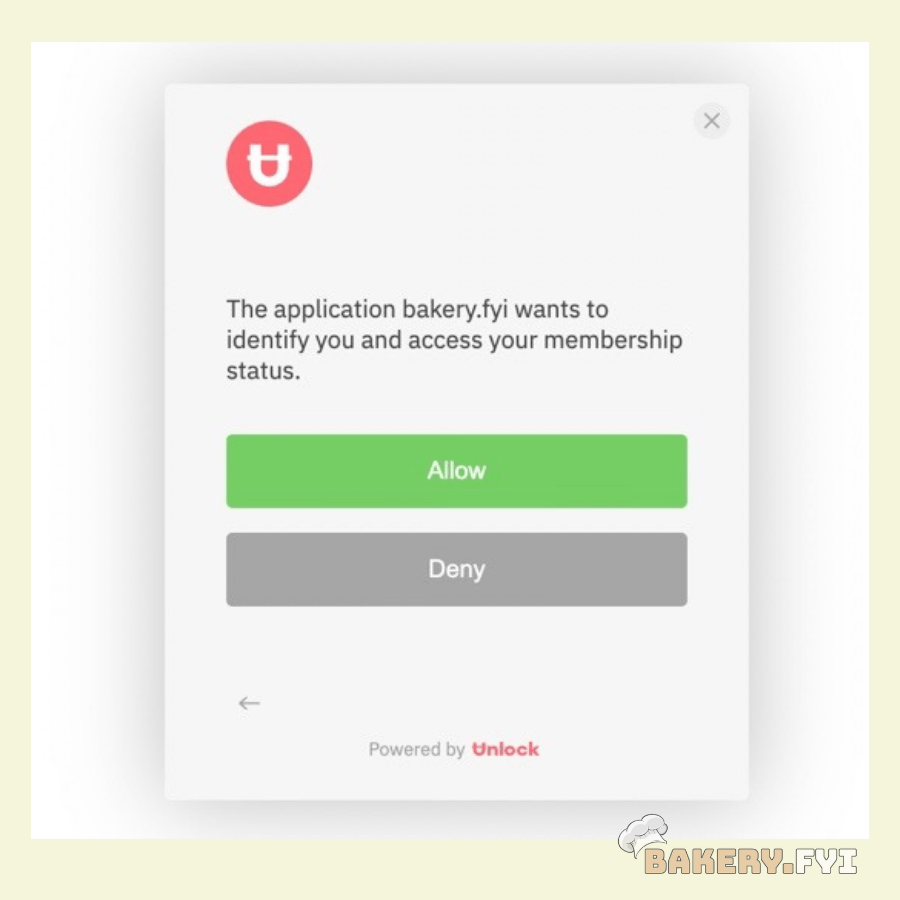 The application bakery.fyi wants to
identify you and access your membership
status.
Allow
Deny
Powered by Unlock
BAKERY.FYI